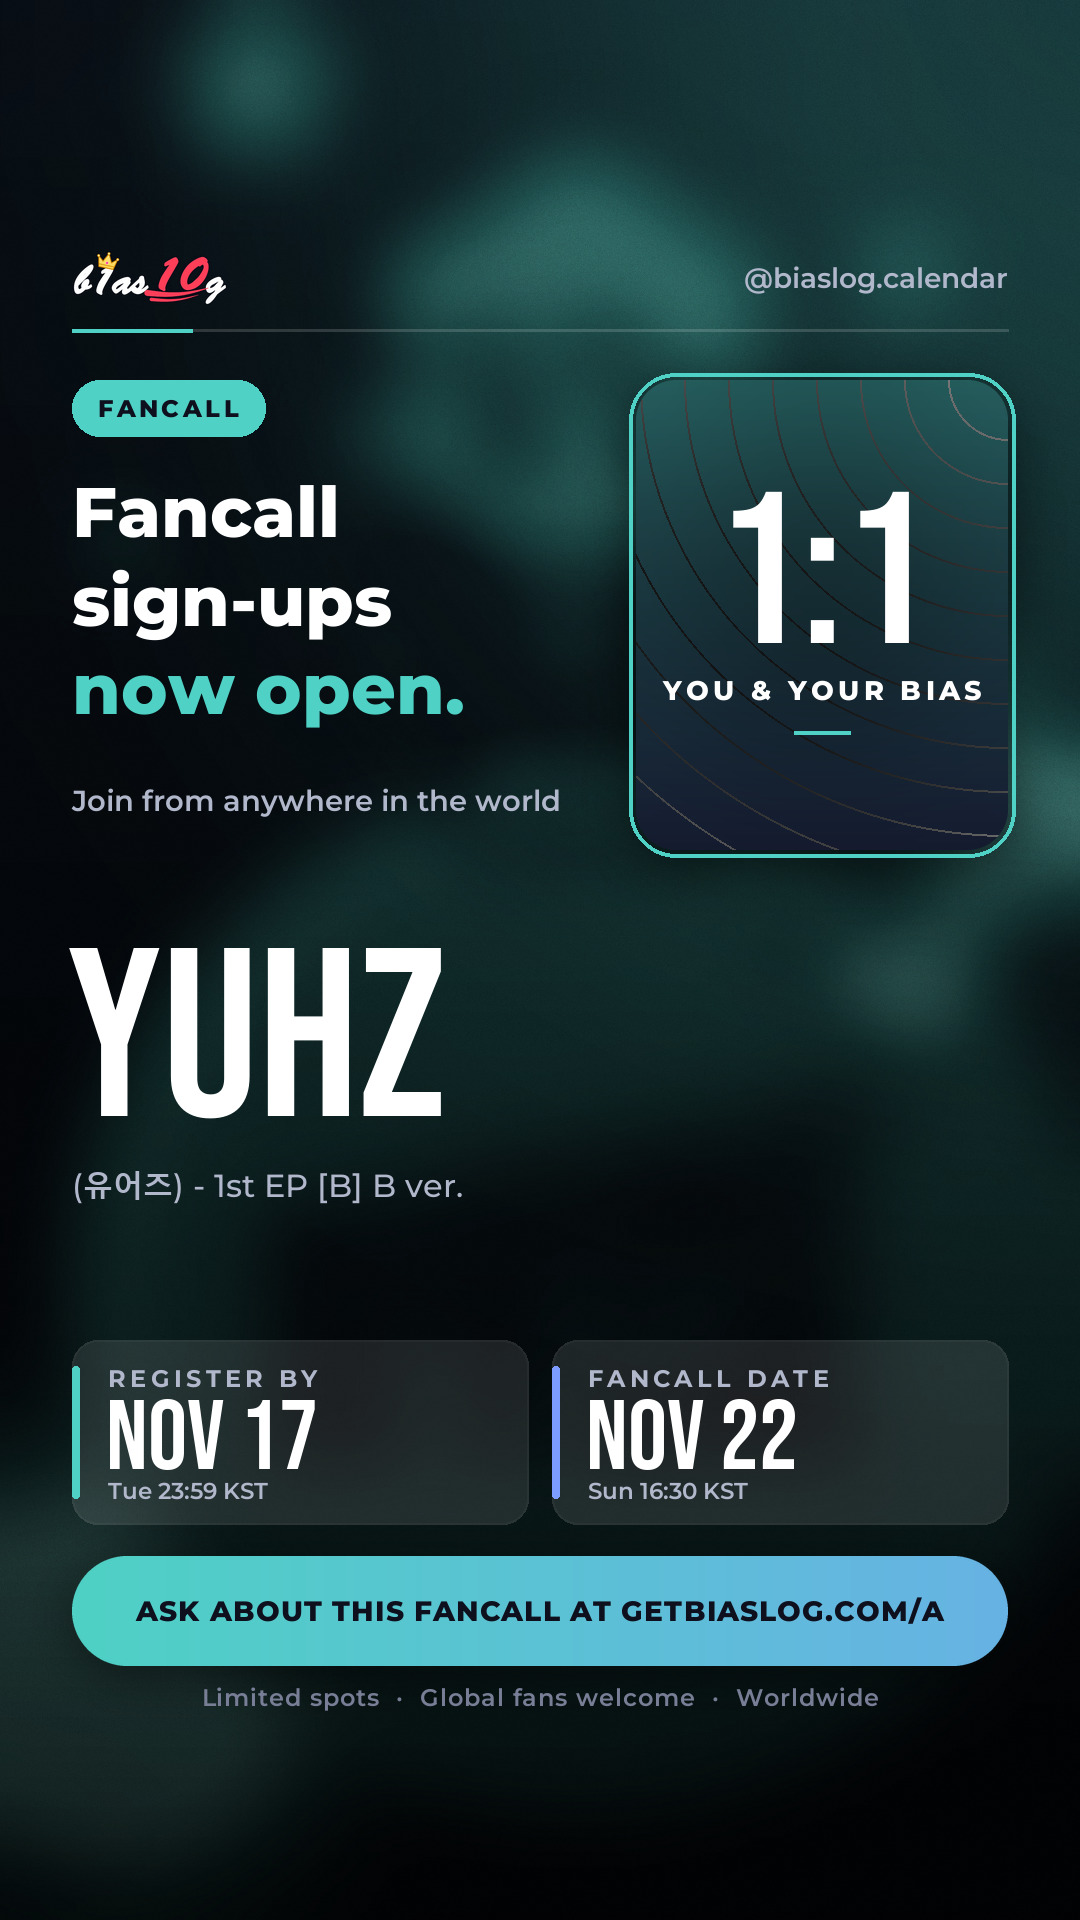 b1as10g
@biaslog.calendar
FANCALL
Fancall
sign-ups
now open.
Join from anywhere in the world
1:1
YOU & YOUR BIAS
YUHZ
(유어즈) - 1st EP [B] B ver.
REGISTER BY
NOV 17
Tue 23:59 KST
FANCALL DATE
NOV 22
Sun 16:30 KST
ASK ABOUT THIS FANCALL AT GETBIASLOG.COM/A
Limited spots · Global fans welcome · Worldwide